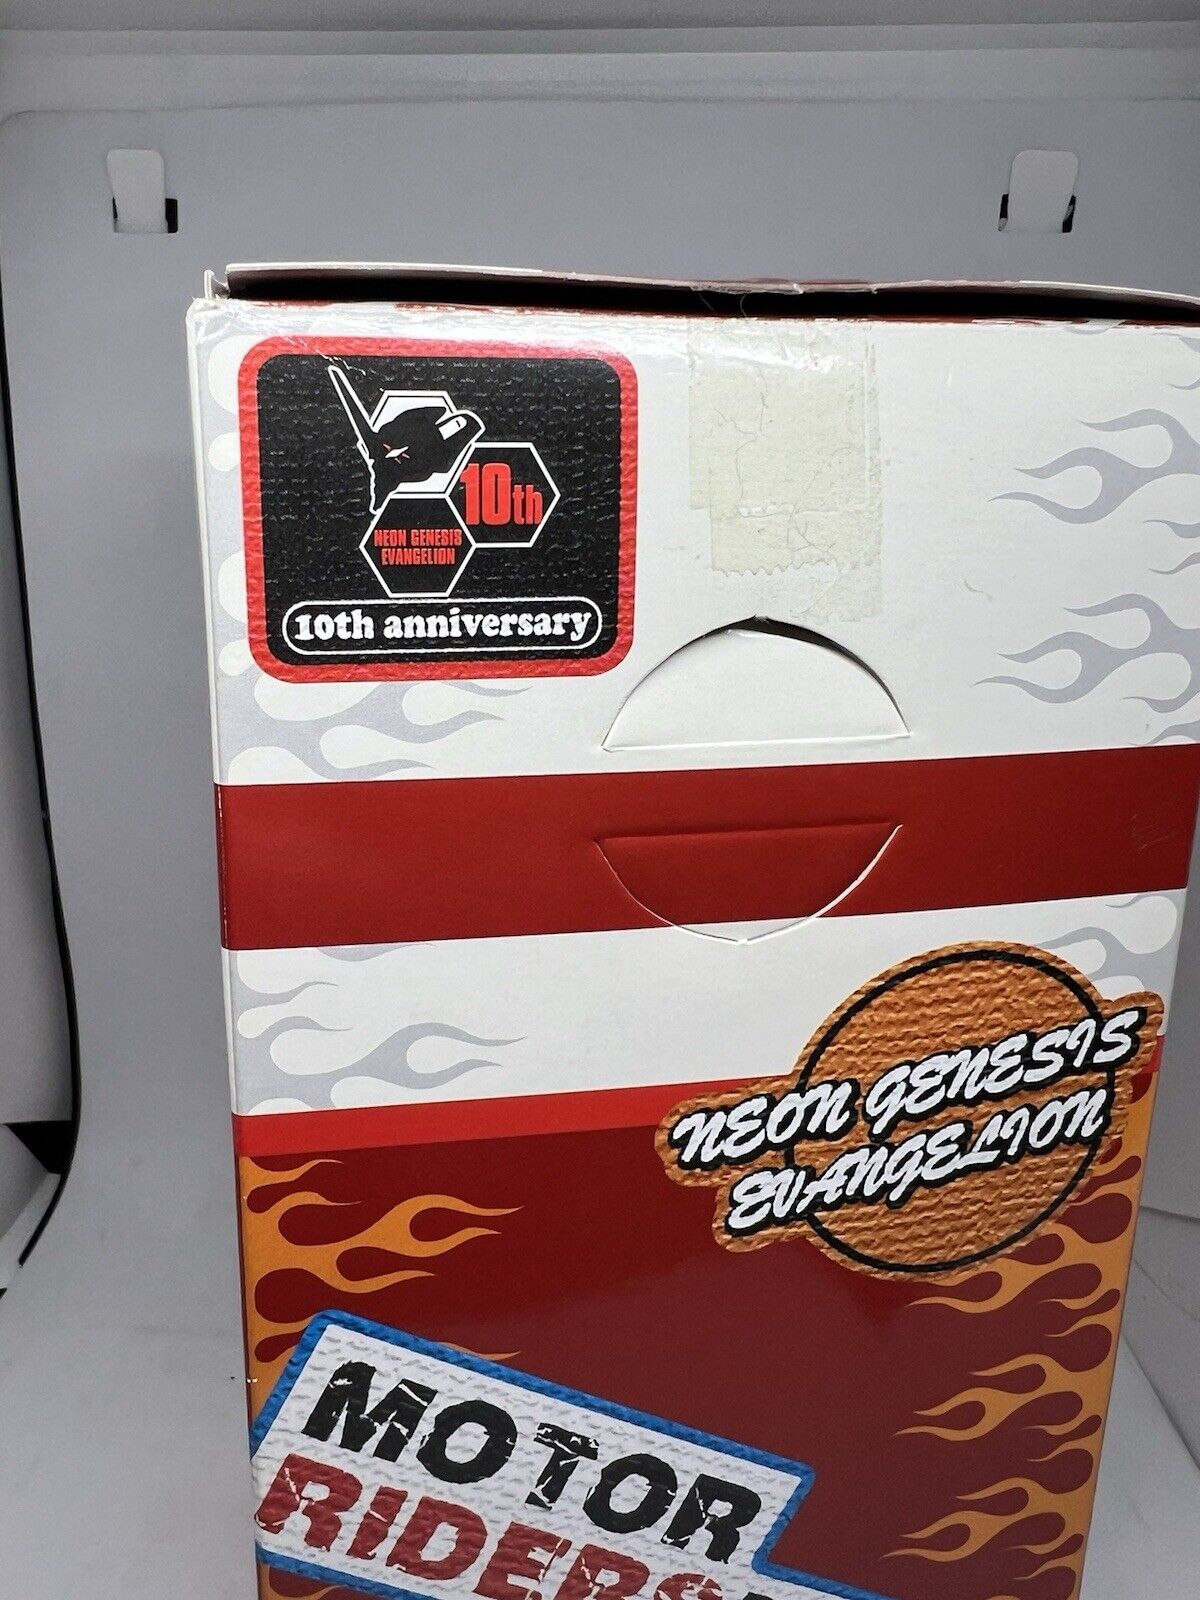 10th
NEON GENESIS
EVANGELION
10th anniversary
NEON GENESIS
EVANGELION
MOTOR
RIDERS